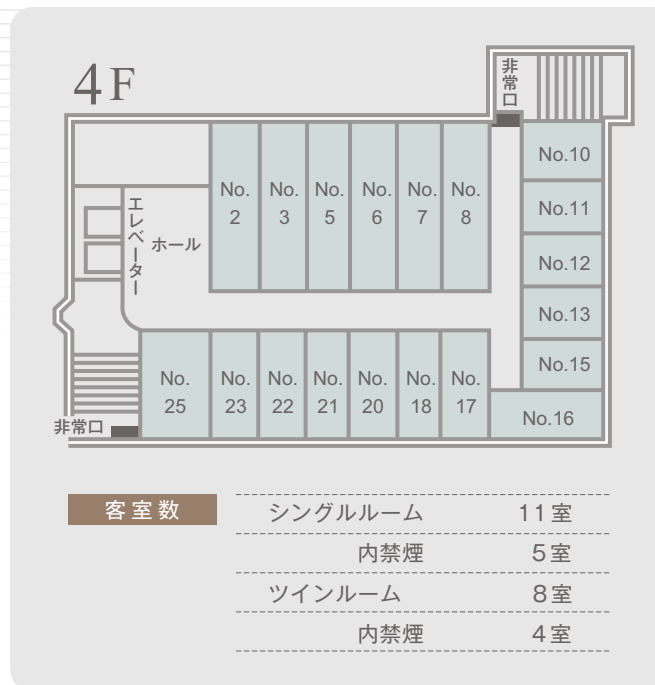 4F
非常口
No.10
No.11
No.12
No.13
No.15
No.16
No.
2
No.
3
No.
5
No.
6
No.
7
No.
8
エレベーター
ホール
No.
25
No.
23
No.
22
No.
21
No.
20
No.
18
No.
17
非常口
客室数
シングルルーム 11室
内禁煙 5室
ツインルーム 8室
内禁煙 4室